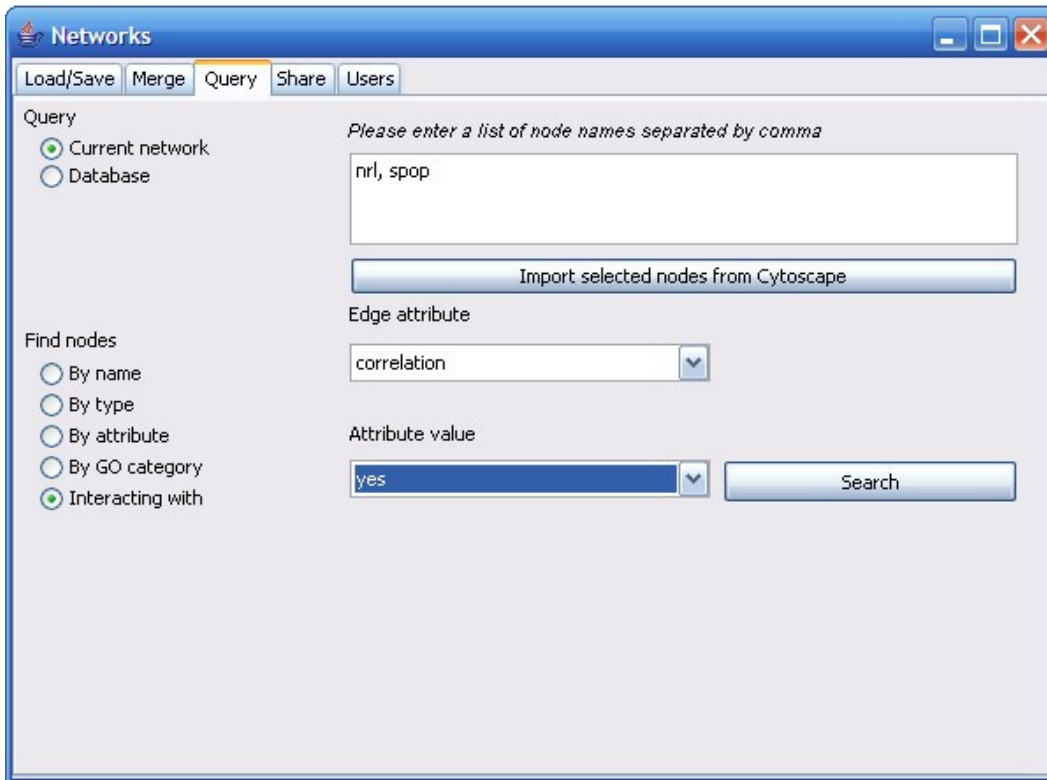 Networks
Load/Save Merge Query Share Users
Query
Current network
Database
Please enter a list of node names separated by comma
nrl, spop
Import selected nodes from Cytoscape
Edge attribute
correlation
Find nodes
By name
By type
By attribute
By GO category
Interacting with
Attribute value
yes
Search